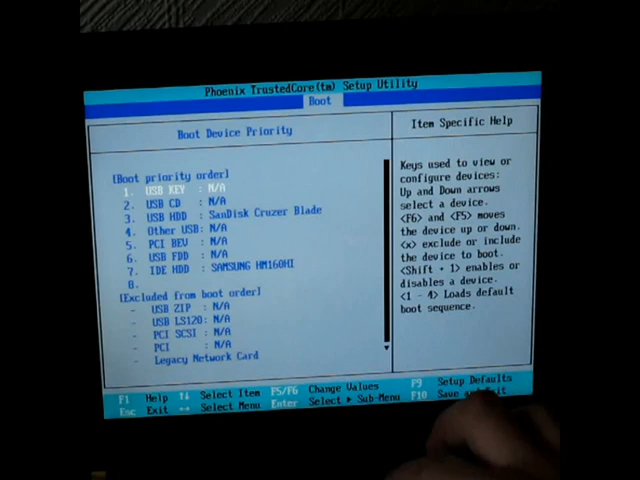 Phoenix TrustedCore(tm) Setup Utility
Boot
Boot Device Priority
[Boot priority order]
1. USB KEY : N/A
2. USB CD : N/A
3. USB HDD : SanDisk Cruzer Blade
4. Other USB: N/A
5. PCI BEV : N/A
6. USB FDD : N/A
7. IDE HDD : SAMSUNG HM160HI
8.
[Excluded from boot order]
- USB ZIP : N/A
- USB LS120: N/A
- PCI SCSI : N/A
- PCI : N/A
- Legacy Network Card
Item Specific Help
Keys used to view or
configure devices:
Up and Down arrows
select a device.
<F6> and <F5> moves
the device up or down.
<x> exclude or include
the device to boot.
<Shift + 1> enables or
disables a device.
<1 - 4> Loads default
boot sequence.
F1 Help ↑↓ Select Item F5/F6 Change Values F9 Setup Defaults
Esc Exit ↔ Select Menu Enter Select ▶ Sub-Menu F10 Save and Exit